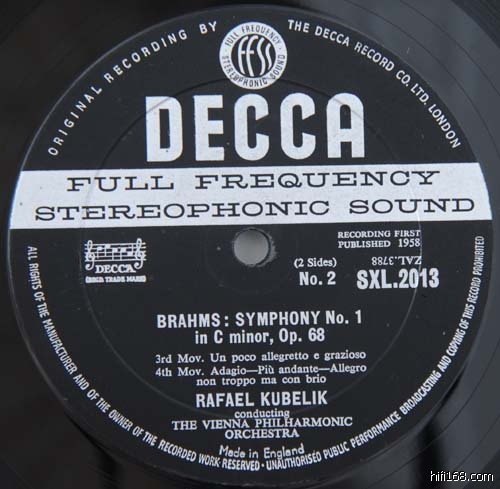 ORIGINAL RECORDING BY THE DECCA RECORD CO. LTD. LONDON
FULL FREQUENCY STEREOPHONIC SOUND
FFSS
DECCA
FULL FREQUENCY
STEREOPHONIC SOUND
RECORDING FIRST
PUBLISHED 1958
DECCA
(REGD. TRADE MARK)
ZAL.3788
(2 Sides)
No. 2 SXL.2013
BRAHMS: SYMPHONY No. 1
in C minor, Op. 68
3rd Mov. Un poco allegretto e grazioso
4th Mov. Adagio—Più andante—Allegro
non troppo ma con brio
RAFAEL KUBELIK
conducting
THE VIENNA PHILHARMONIC
ORCHESTRA
Made in England
ALL RIGHTS OF THE MANUFACTURER AND OF THE OWNER OF THE RECORDED WORK RESERVED · UNAUTHORISED PUBLIC PERFORMANCE BROADCASTING AND COPYING OF THIS RECORD PROHIBITED
hifi168.com